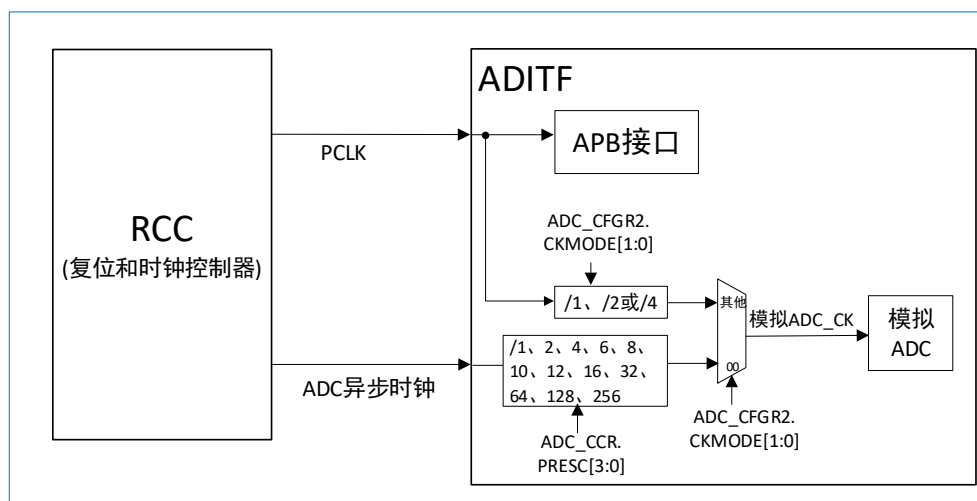 ADITF
PCLK
APB接口
RCC
(复位和时钟控制器)
ADC_CFGR2.
CKMODE[1:0]
/1、/2或/4
其他
模拟ADC_CK
模拟
ADC
00
ADC异步时钟
/1、2、4、6、8、
10、12、16、32、
64、128、256
ADC_CFGR2.
CKMODE[1:0]
ADC_CCR.
PRESC[3:0]